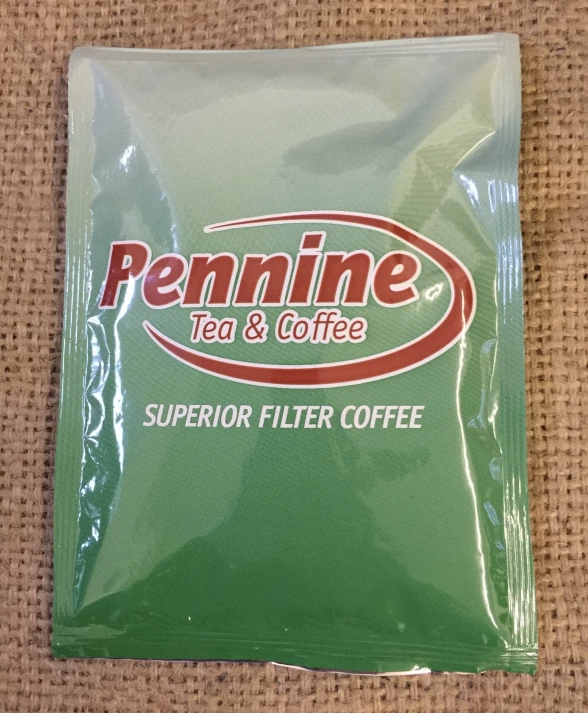 Pennine
Tea & Coffee
SUPERIOR FILTER COFFEE